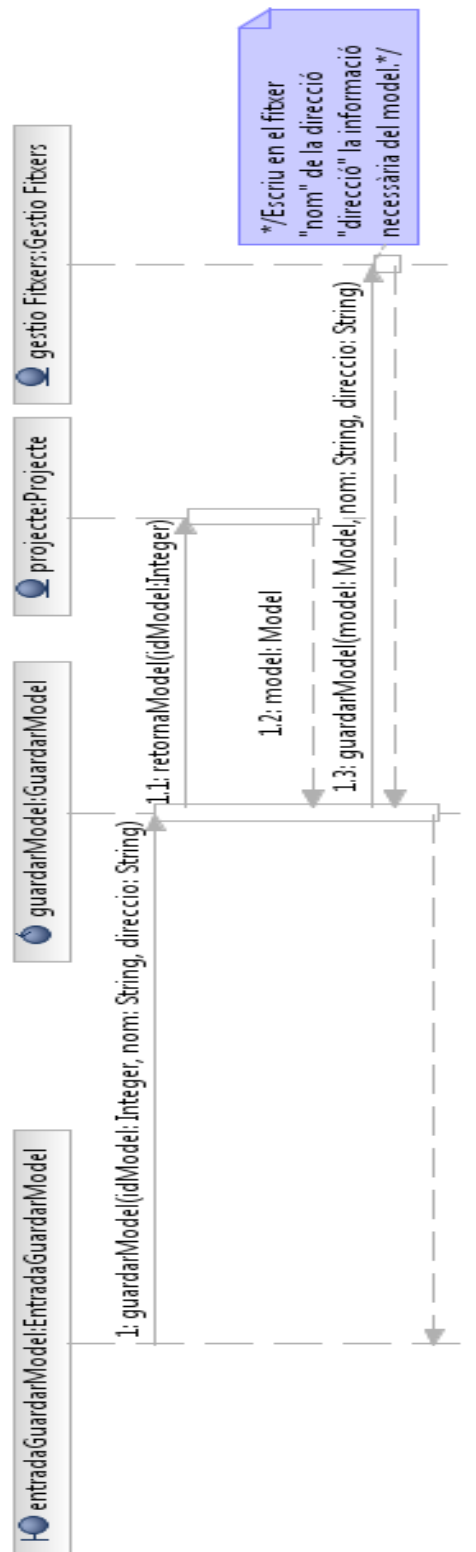 entradaGuardarModel:EntradaGuardarModel
guardarModel:GuardarModel
projecte:Projecte
gestio Fitxers:Gestio Fitxers
1: guardarModel(idModel: Integer, nom: String, direccio: String)
1.1: retornaModel(idModel:Integer)
1.2: model: Model
1.3: guardarModel(model: Model, nom: String, direccio: String)
*/Escriu en el fitxer
"nom" de la direcció
"direcció" la informació
necessària del model.*/